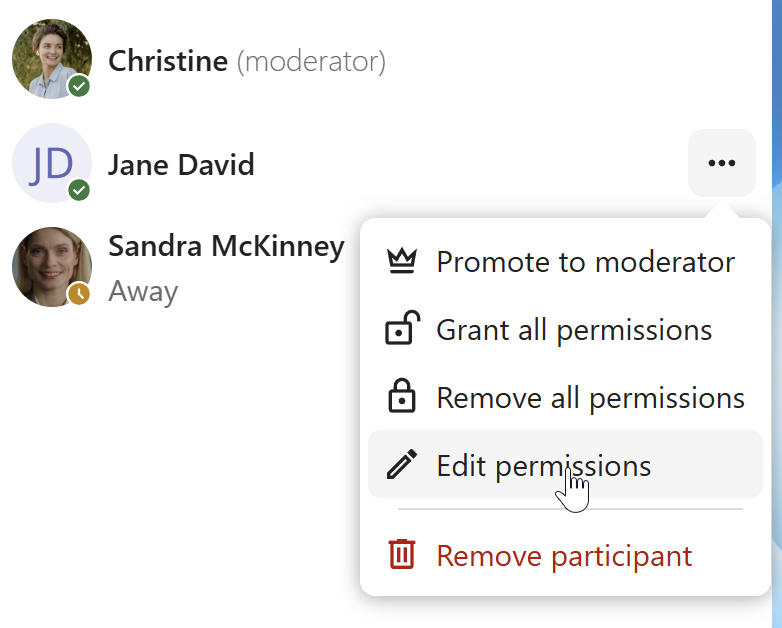 Christine (moderator)
JD
Jane David
Sandra McKinney
Away
Promote to moderator
Grant all permissions
Remove all permissions
Edit permissions
Remove participant